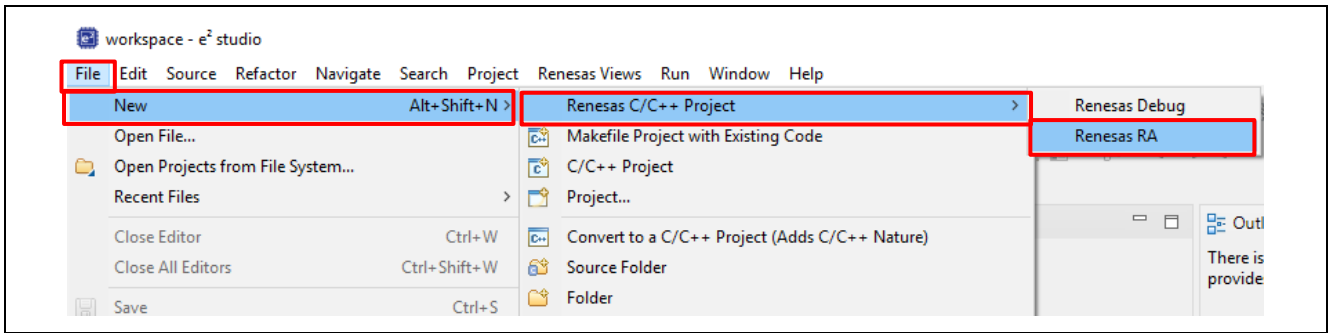 workspace - e² studio
File Edit Source Refactor Navigate Search Project Renesas Views Run Window Help
New Alt+Shift+N > Renesas C/C++ Project > Renesas Debug
Open File... Makefile Project with Existing Code Renesas RA
Open Projects from File System... C/C++ Project
Recent Files > Project...
Close Editor Ctrl+W Convert to a C/C++ Project (Adds C/C++ Nature) Outl
Close All Editors Ctrl+Shift+W Source Folder There is
provide
Save Ctrl+S Folder